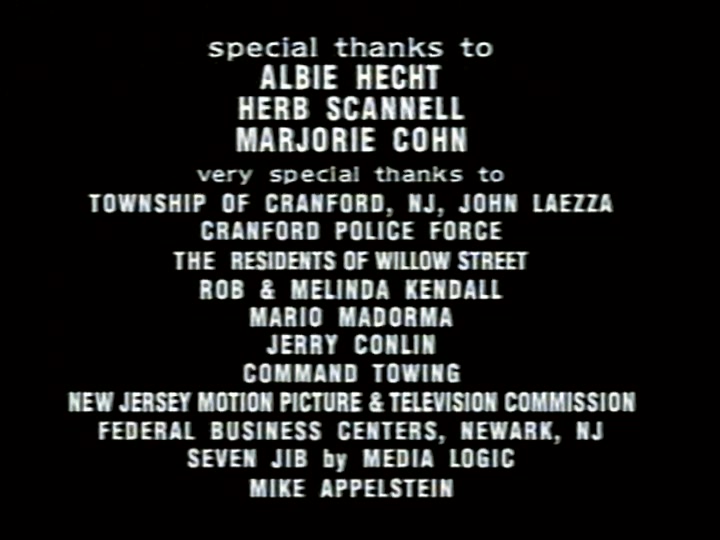 special thanks to
ALBIE HECHT
HERB SCANNELL
MARJORIE COHN
very special thanks to
TOWNSHIP OF CRANFORD, NJ, JOHN LAEZZA
CRANFORD POLICE FORCE
THE RESIDENTS OF WILLOW STREET
ROB & MELINDA KENDALL
MARIO MADORMA
JERRY CONLIN
COMMAND TOWING
NEW JERSEY MOTION PICTURE & TELEVISION COMMISSION
FEDERAL BUSINESS CENTERS, NEWARK, NJ
SEVEN JIB by MEDIA LOGIC
MIKE APPELSTEIN